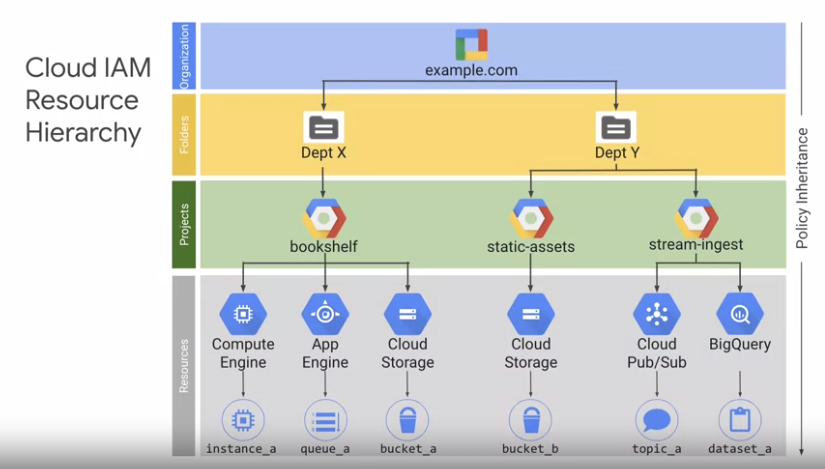 Cloud IAM
Resource
Hierarchy
Organization
example.com
Folders
Dept X
Dept Y
Projects
bookshelf
static-assets
stream-ingest
Resources
Compute
Engine
App
Engine
Cloud
Storage
Cloud
Storage
Cloud
Pub/Sub
BigQuery
instance_a
queue_a
bucket_a
bucket_b
topic_a
dataset_a
Policy Inheritance